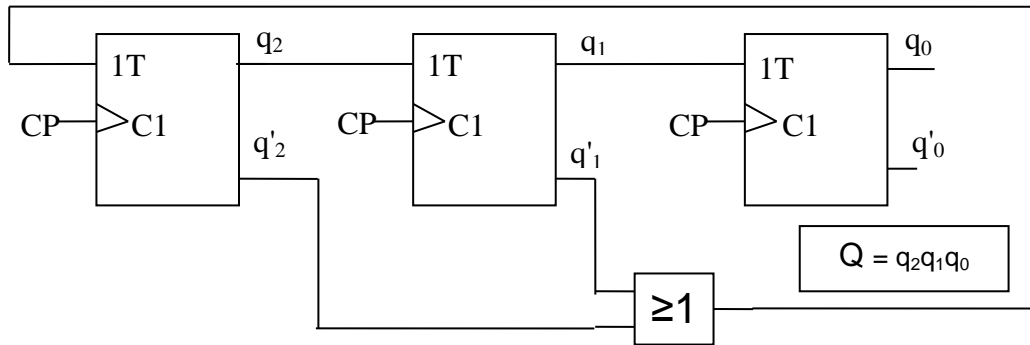 q₂ q₁ q₀
1T 1T 1T
CP C1 CP C1 CP C1
q'₂ q'₁ q'₀
Q = q₂q₁q₀
≥1